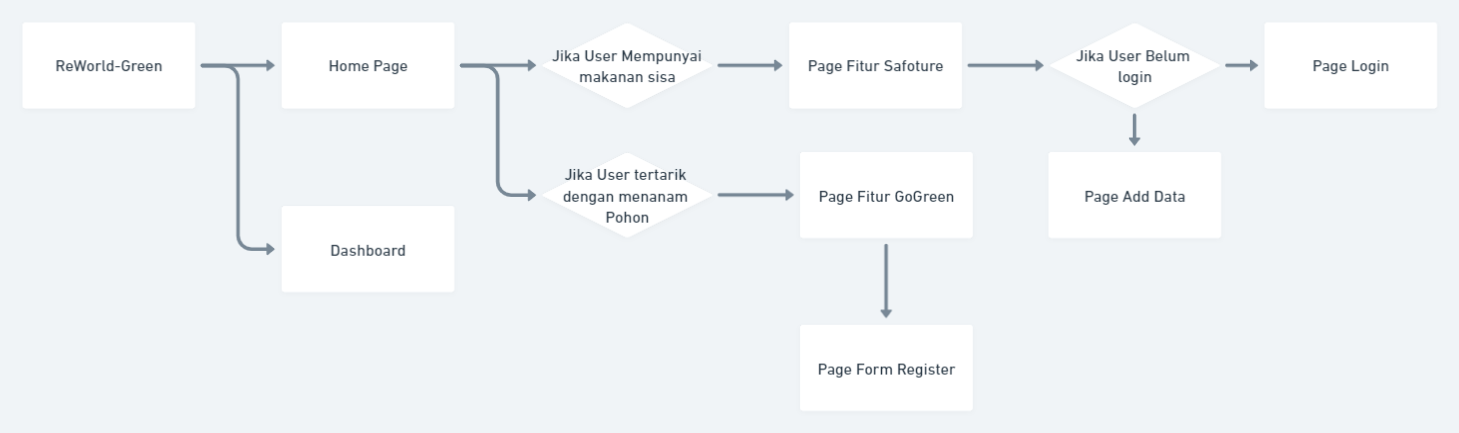 ReWorld-Green
Home Page
Jika User Mempunyai
makanan sisa
Page Fitur Safoture
Jika User Belum
login
Page Login
Jika User tertarik
dengan menanam
Pohon
Page Fitur GoGreen
Page Add Data
Dashboard
Page Form Register